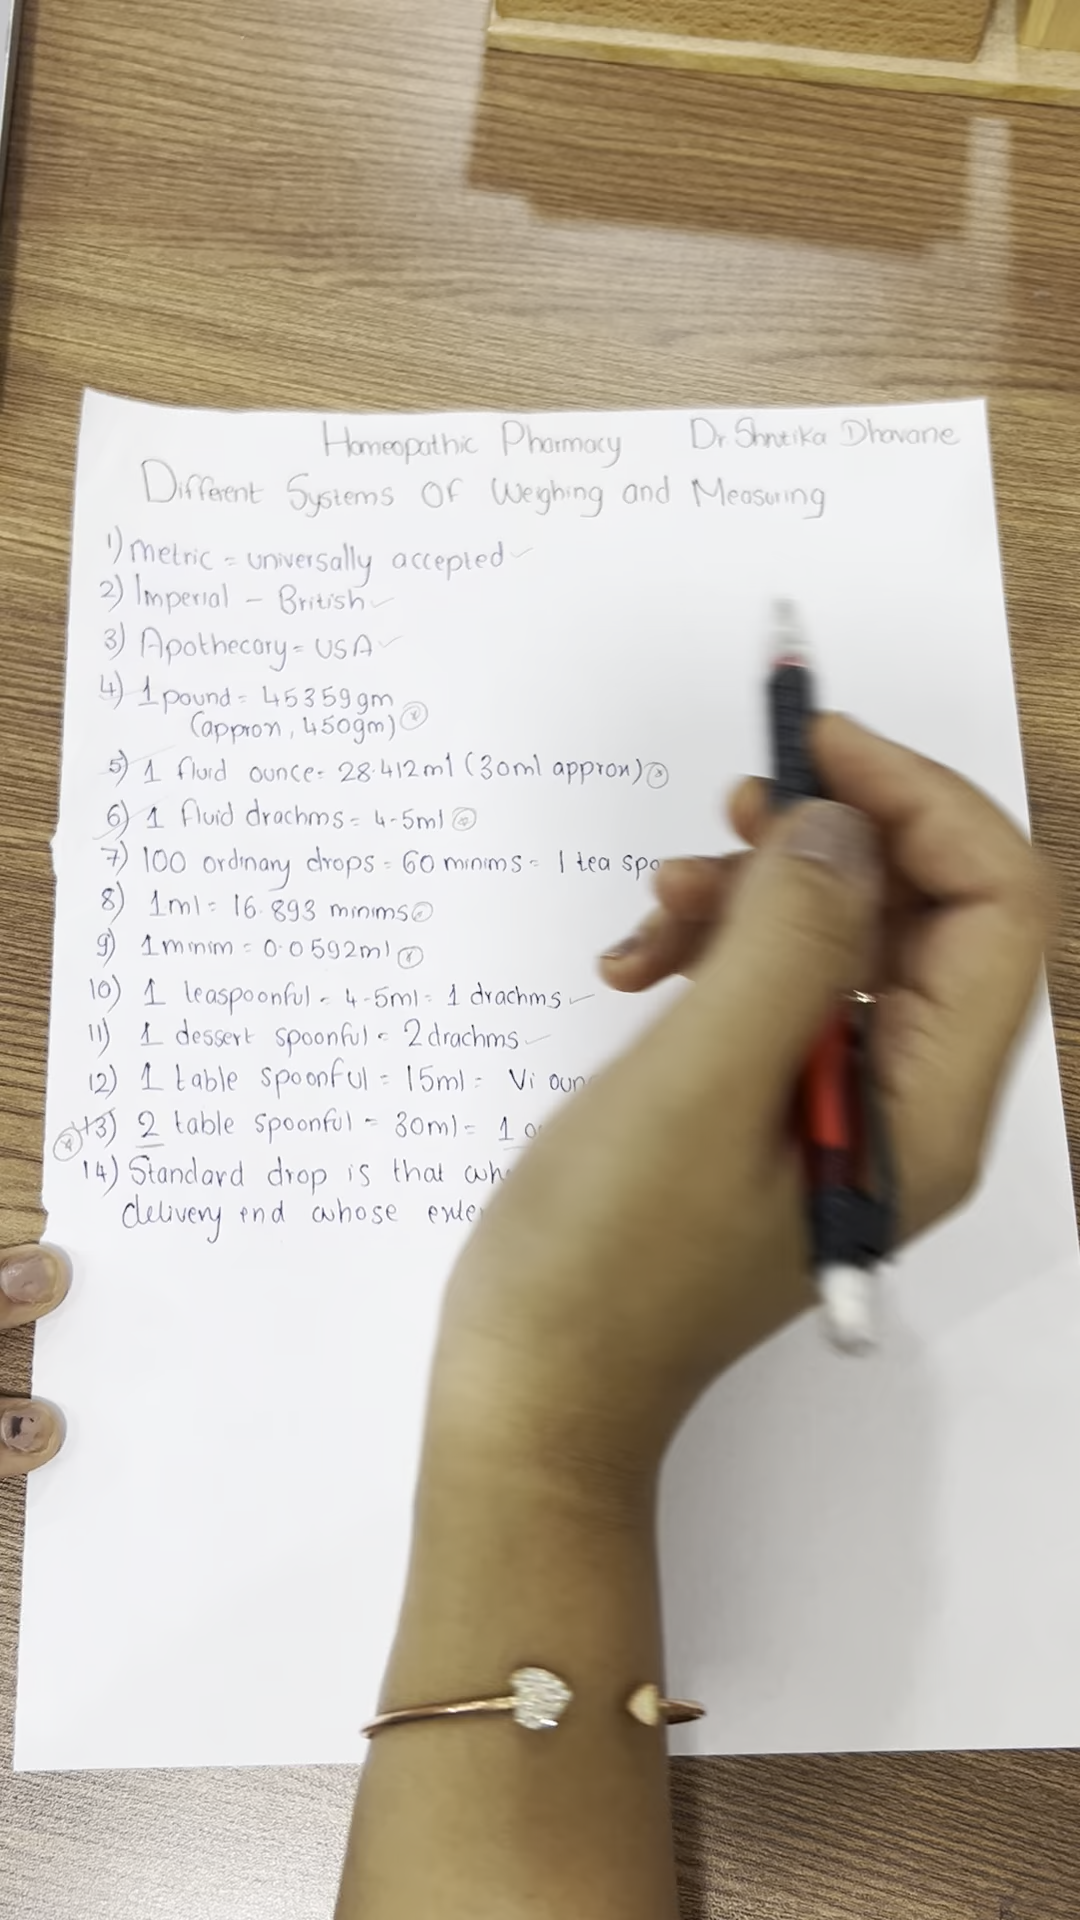 Homeopathic Pharmacy Dr. Shrutika Dhavane
Different Systems Of Weighing and Measuring
1) Metric = universally accepted
2) Imperial - British
3) Apothecary = USA
4) 1 pound = 45359gm
(approx, 450gm)
5) 1 fluid ounce = 28.412ml (30ml approx)
6) 1 fluid drachms = 4-5ml
7) 100 ordinary drops = 60 minims = 1 tea
8) 1ml = 16.893 minims
9) 1 minim = 0.0592ml
10) 1 teaspoonful = 4-5ml = 1 drachms
11) 1 dessert spoonful = 2 drachms
12) 1 table spoonful = 15ml =
13) 2 table spoonful = 30ml = 1
14) Standard drop is that
delivery end whose